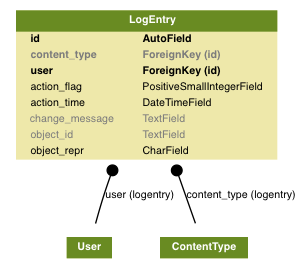 LogEntry
id AutoField
content_type ForeignKey (id)
user ForeignKey (id)
action_flag PositiveSmallIntegerField
action_time DateTimeField
change_message TextField
object_id TextField
object_repr CharField
user (logentry) content_type (logentry)
User ContentType